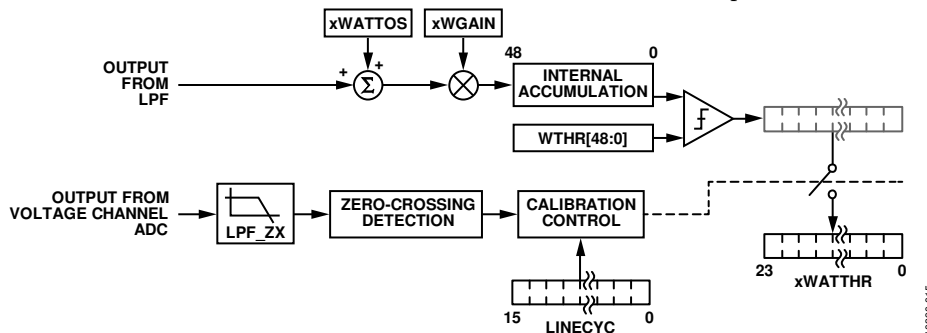 xWATTOS
xWGAIN
48
0
OUTPUT
FROM
LPF
+
+
Σ
INTERNAL
ACCUMULATION
WTHR[48:0]
OUTPUT FROM
VOLTAGE CHANNEL
ADC
LPF_ZX
ZERO-CROSSING
DETECTION
CALIBRATION
CONTROL
23
0
xWATTHR
15
0
LINECYC